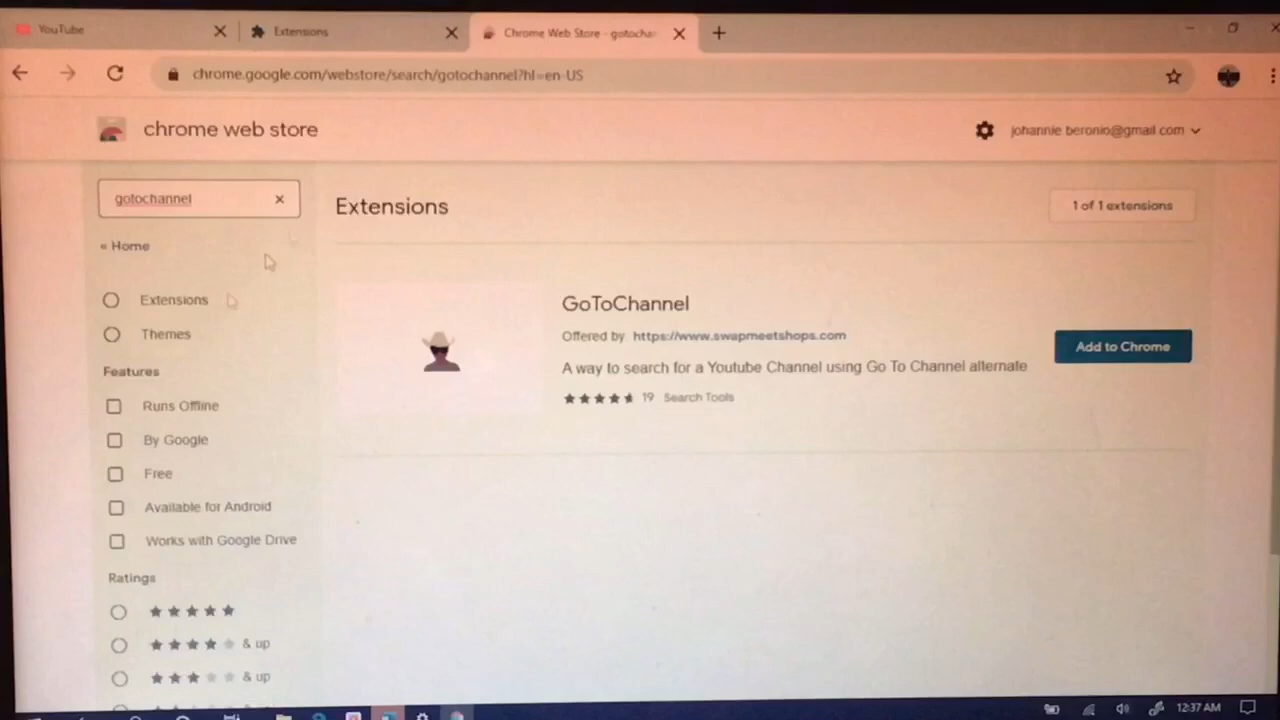 YouTube
Extensions
Chrome Web Store - gotocha
chrome.google.com/webstore/search/gotochannel?hl=en-US
chrome web store
johannie beronio@gmail com
gotochannel
Extensions
1 of 1 extensions
« Home
Extensions
Themes
GoToChannel
Offered by https://www.swapmeetshops.com
Add to Chrome
A way to search for a Youtube Channel using Go To Channel alternate
19 Search Tools
Features
Runs Offline
By Google
Free
Available for Android
Works with Google Drive
Ratings
& up
& up
12:37 AM